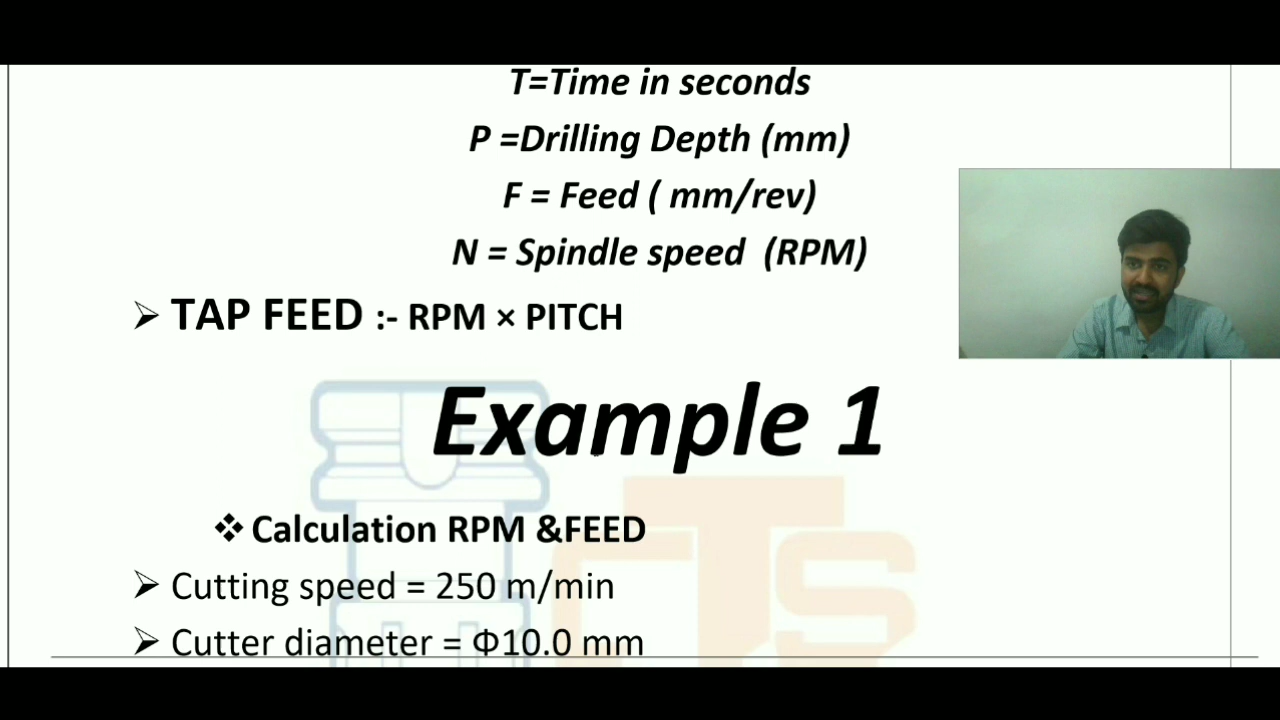 T=Time in seconds
P =Drilling Depth (mm)
F = Feed ( mm/rev)
N = Spindle speed  (RPM)
➢ TAP FEED :- RPM × PITCH
Example 1
❖ Calculation RPM &FEED
➢ Cutting speed = 250 m/min
➢ Cutter diameter = Φ10.0 mm
CTS